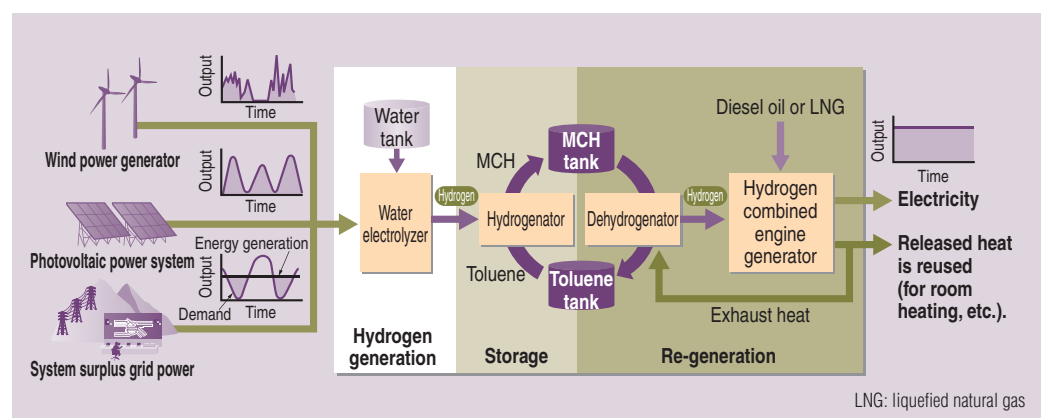 Output
Time
Wind power generator
Output
Time
Photovoltaic power system
Energy generation
Output
Demand
Time
System surplus grid power
Water
tank
Water
electrolyzer
Hydrogen
Hydrogen
generation
MCH
Hydrogenator
Toluene
Storage
MCH
tank
Dehydrogenator
Toluene
tank
Hydrogen
Diesel oil or LNG
Hydrogen
combined
engine
generator
Exhaust heat
Re-generation
Output
Time
Electricity
Released heat
is reused
(for room
heating, etc.).
LNG: liquefied natural gas